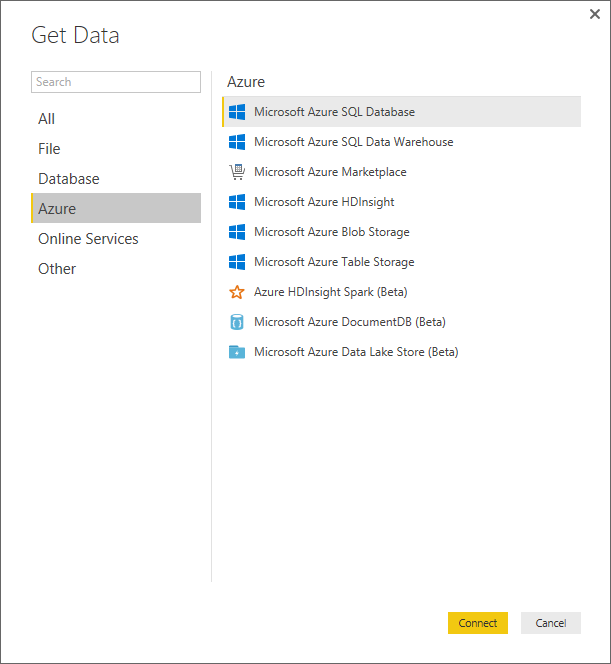 Get Data
Search
All
File
Database
Azure
Online Services
Other
Azure
Microsoft Azure SQL Database
Microsoft Azure SQL Data Warehouse
Microsoft Azure Marketplace
Microsoft Azure HDInsight
Microsoft Azure Blob Storage
Microsoft Azure Table Storage
Azure HDInsight Spark (Beta)
Microsoft Azure DocumentDB (Beta)
Microsoft Azure Data Lake Store (Beta)
Connect
Cancel